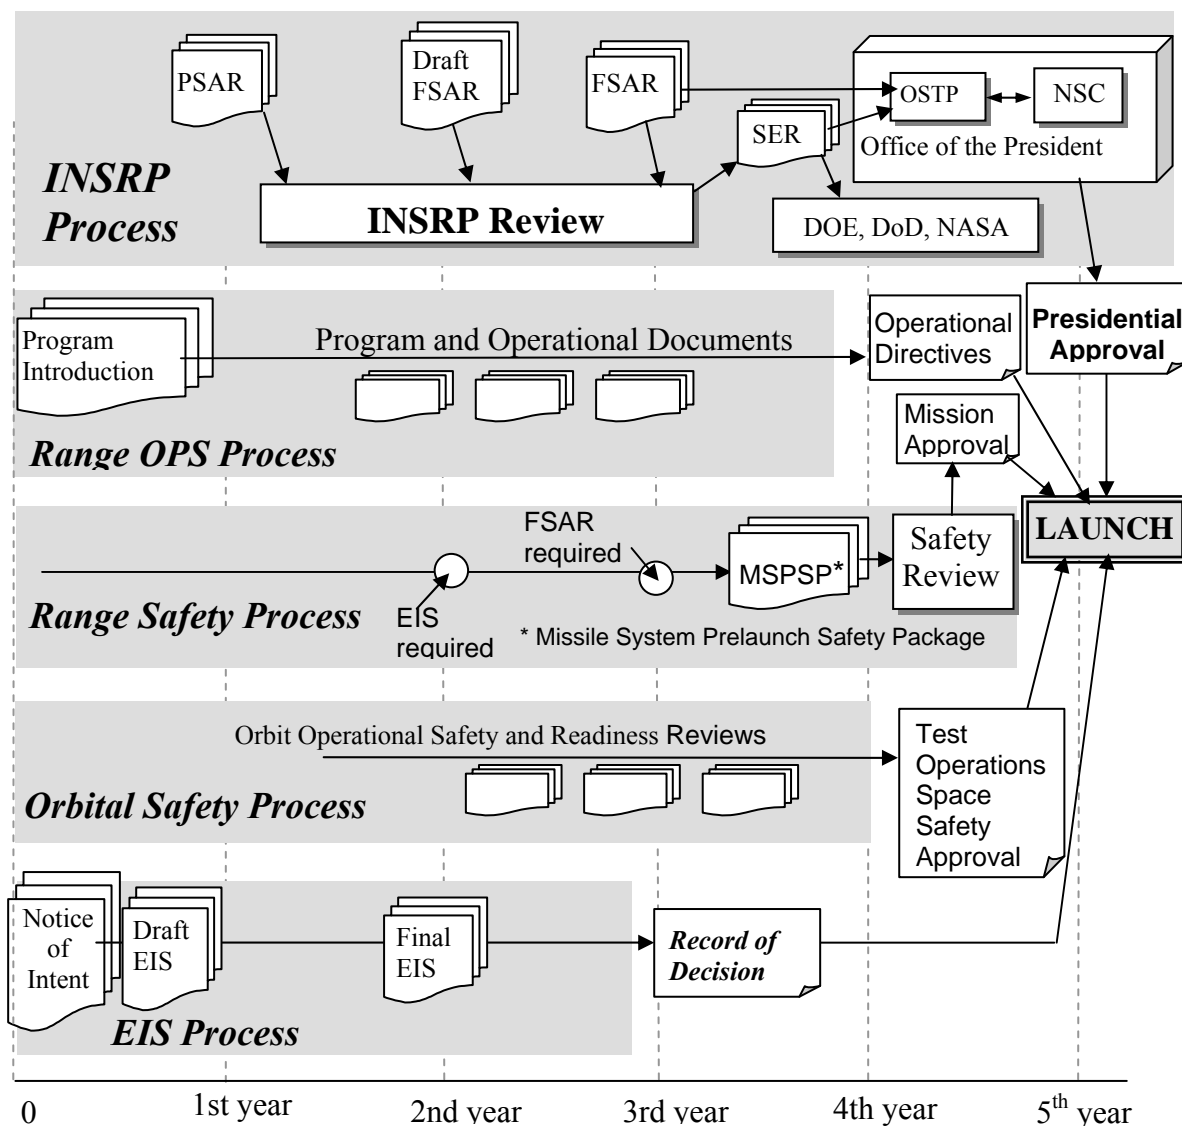 PSAR
Draft
FSAR
FSAR
SER
OSTP
NSC
Office of the President
INSRP
Process
INSRP Review
DOE, DoD, NASA
Program
Introduction
Program and Operational Documents
Operational
Directives
Presidential
Approval
Mission
Approval
Range OPS Process
FSAR
required
MSPSP*
Safety
Review
LAUNCH
Range Safety Process
EIS
required
* Missile System Prelaunch Safety Package
Orbit Operational Safety and Readiness Reviews
Test
Operations
Space
Safety
Approval
Orbital Safety Process
Notice
of
Intent
Draft
EIS
Final
EIS
Record of
Decision
EIS Process
0
1st year
2nd year
3rd year
4th year
5th year